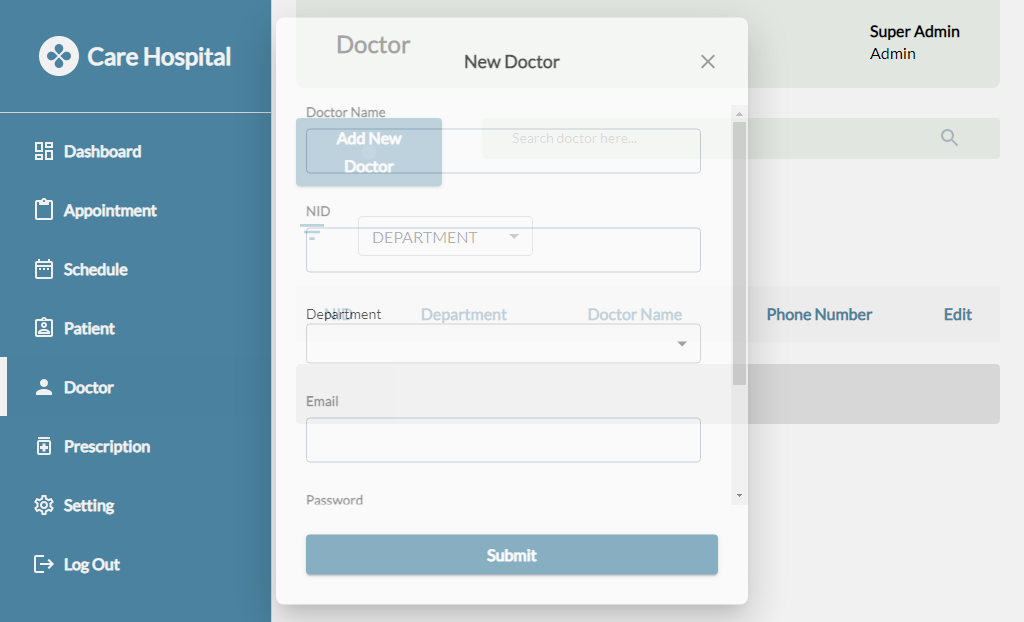 Care Hospital
Dashboard
Appointment
Schedule
Patient
Doctor
Prescription
Setting
Log Out
Doctor
Super Admin
Admin
New Doctor
Doctor Name
Add New
Doctor
Search doctor here...
NID
DEPARTMENT
Department
NID
Department
Doctor Name
Phone Number
Edit
Email
Password
Submit